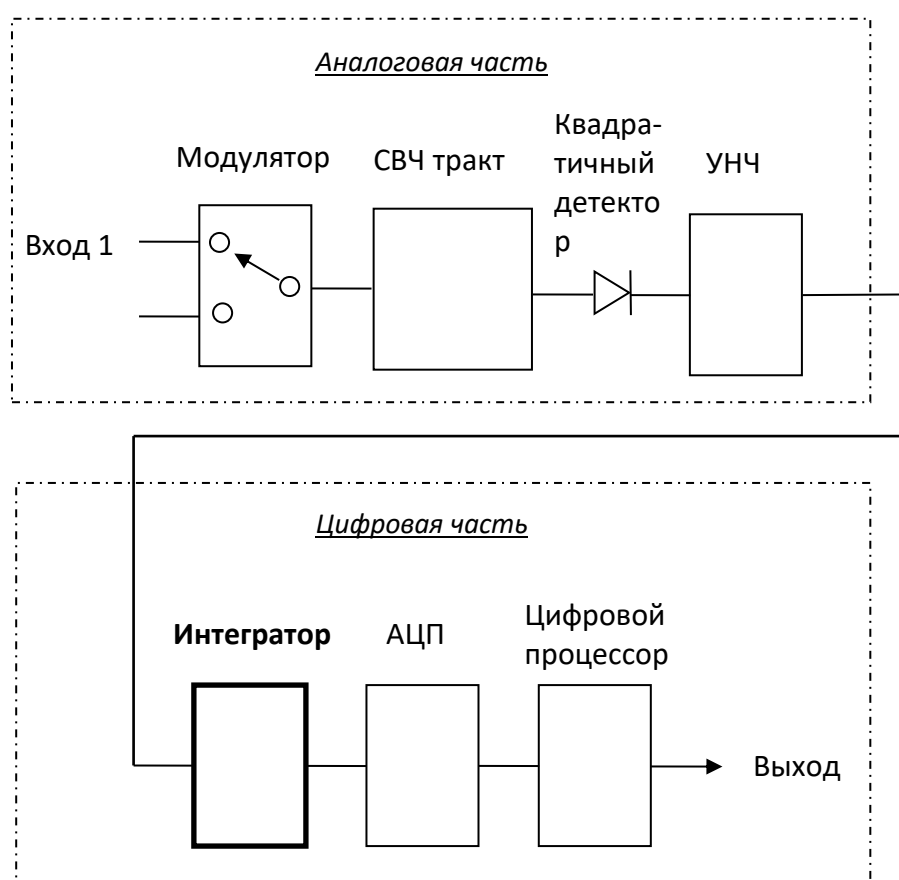 Аналоговая часть
Модулятор
СВЧ тракт
Квадра-
тичный
детекто
р
УНЧ
Вход 1
Цифровая часть
Интегратор
АЦП
Цифровой
процессор
Выход